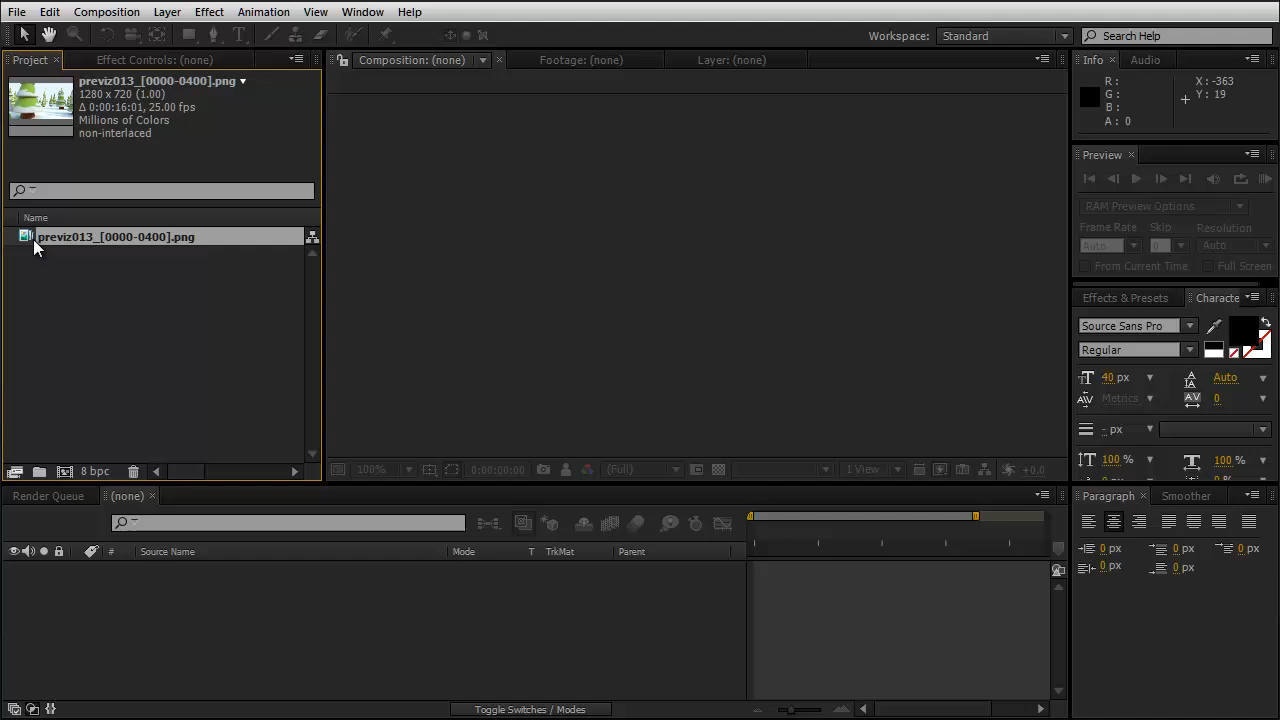 File Edit Composition Layer Effect Animation View Window Help
Workspace: Standard Search Help
Project Effect Controls: (none) Composition: (none) Footage: (none) Layer: (none) Info Audio
previz013_[0000-0400].png
1280 x 720 (1.00)
Δ 0:00:16:01, 25.00 fps
Millions of Colors
non-interlaced
R :
G :
B :
A : 0
X : -363
Y : 19
Preview
RAM Preview Options
Frame Rate Skip Resolution
Auto 0 Auto
From Current Time Full Screen
Name
previz013_[0000-0400].png
Effects & Presets Characte
Source Sans Pro
Regular
40 px Auto
Metrics 0
- px
100 % 100 %
8 bpc
100% 0:00:00:00 (Full) 1 View +0.0
Render Queue (none)
# Source Name Mode T TrkMat Parent
Toggle Switches / Modes
Paragraph Smoother
0 px 0 px 0 px
0 px 0 px